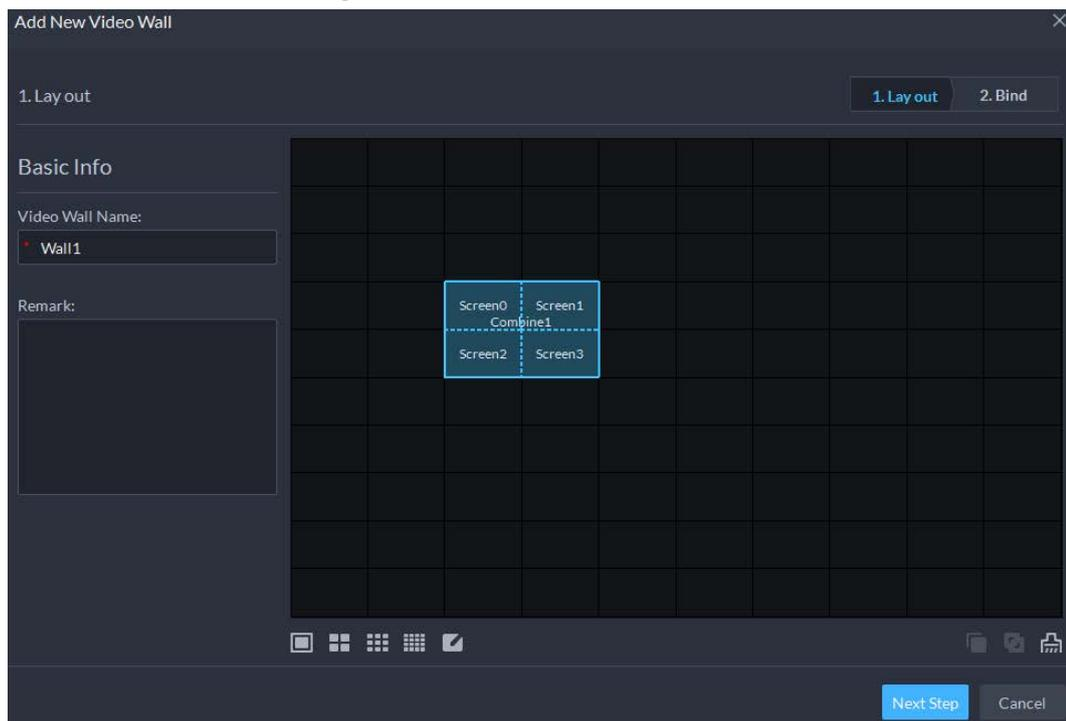 Add New Video Wall
1. Lay out
1. Lay out
2. Bind
Basic Info
Video Wall Name:
* Wall1
Remark:
Screen0 Screen1
Combine1
Screen2 Screen3
Next Step
Cancel